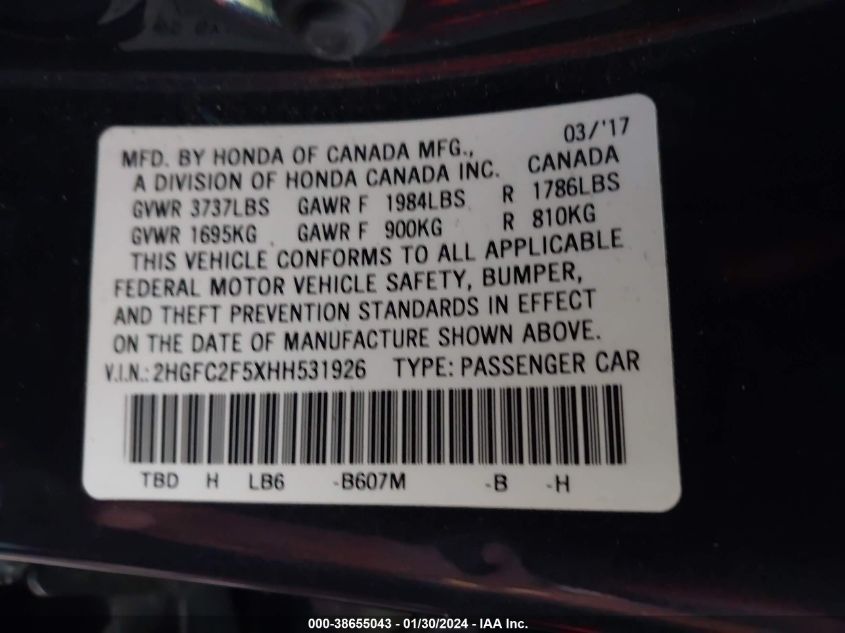 03/'17
MFD. BY HONDA OF CANADA MFG.,
A DIVISION OF HONDA CANADA INC. CANADA
GVWR 3737LBS GAWR F 1984LBS R 1786LBS
GVWR 1695KG GAWR F 900KG R 810KG
THIS VEHICLE CONFORMS TO ALL APPLICABLE
FEDERAL MOTOR VEHICLE SAFETY, BUMPER,
AND THEFT PREVENTION STANDARDS IN EFFECT
ON THE DATE OF MANUFACTURE SHOWN ABOVE.
V.I.N.: 2HGFC2F5XHH531926 TYPE: PASSENGER CAR
TBD H LB6 -B607M -B -H
000-38655043 - 01/30/2024 - IAA Inc.